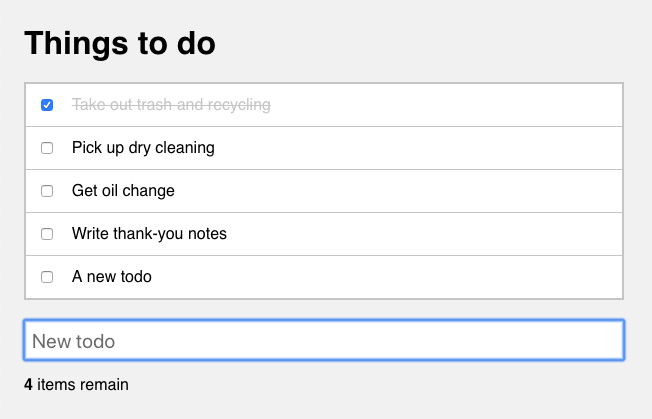 Things to do
Take out trash and recycling
Pick up dry cleaning
Get oil change
Write thank-you notes
A new todo
New todo
4 items remain